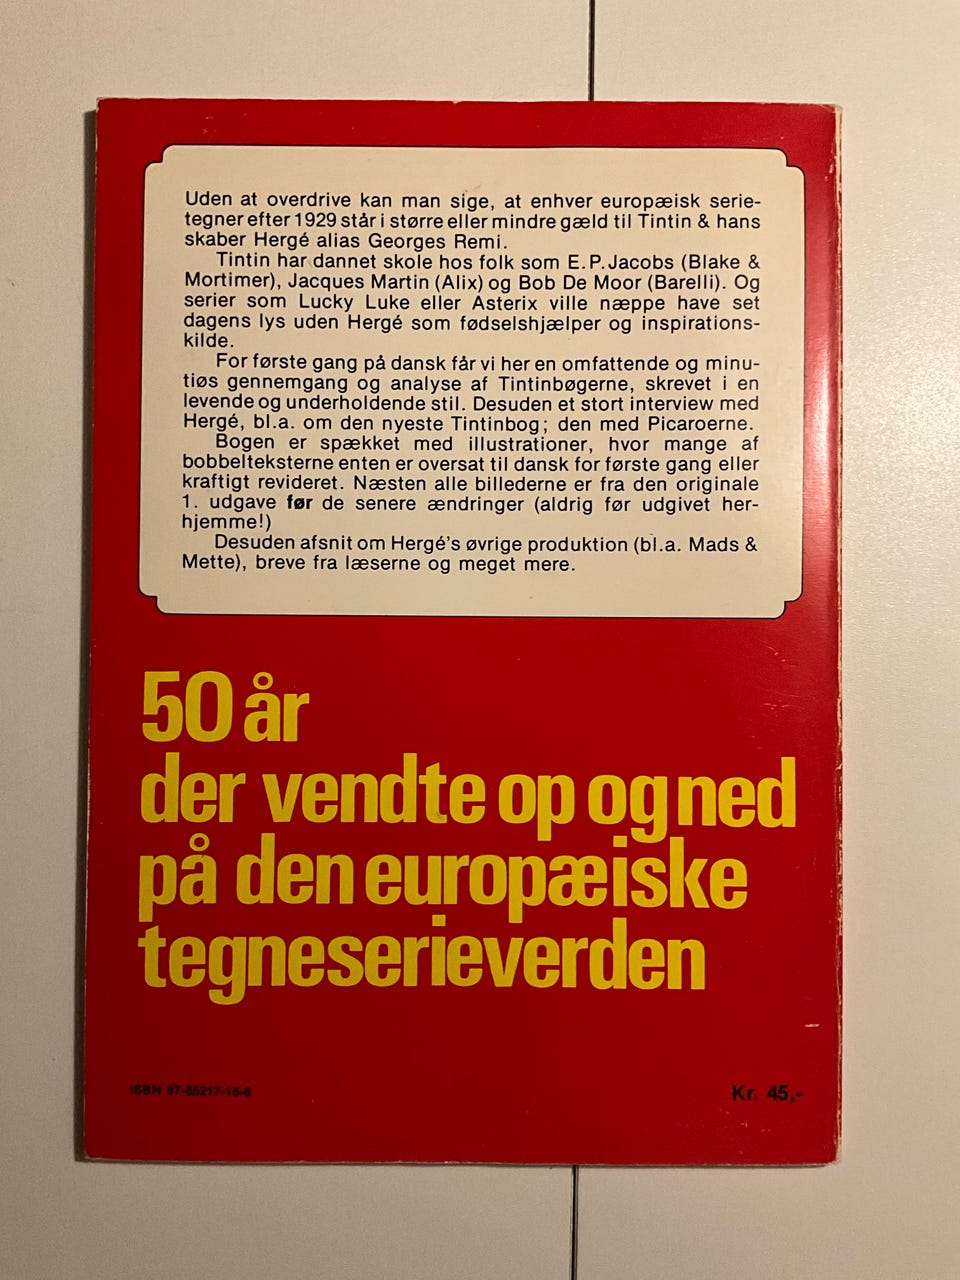 Uden at overdrive kan man sige, at enhver europæisk serie-
tegner efter 1929 står i større eller mindre gæld til Tintin & hans
skaber Hergé alias Georges Remi.
Tintin har dannet skole hos folk som E.P. Jacobs (Blake &
Mortimer), Jacques Martin (Alix) og Bob De Moor (Barelli). Og
serier som Lucky Luke eller Asterix ville næppe have set
dagens lys uden Hergé som fødselshjælper og inspirations-
kilde.
For første gang på dansk får vi her en omfattende og minu-
tiøs gennemgang og analyse af Tintinbøgerne, skrevet i en
levende og underholdende stil. Desuden et stort interview med
Hergé, bl.a. om den nyeste Tintinbog; den med Picaroerne.
Bogen er spækket med illustrationer, hvor mange af
bobbelteksterne enten er oversat til dansk for første gang eller
kraftigt revideret. Næsten alle billederne er fra den originale
1. udgave før de senere ændringer (aldrig før udgivet her-
hjemme!)
Desuden afsnit om Hergé's øvrige produktion (bl.a. Mads &
Mette), breve fra læserne og meget mere.
50 år
der vendte op og ned
på den europæiske
tegneserieverden
ISBN
Kr. 45,-